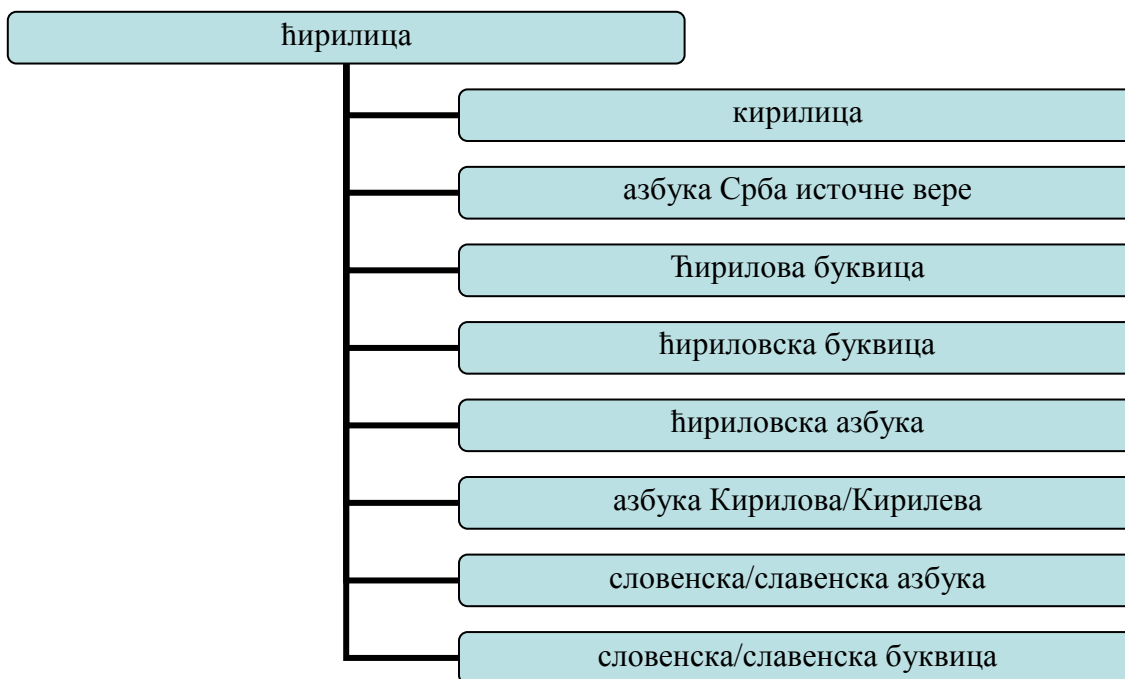 ћирилица
кирилица
азбука Срба источне вере
Ћирилова буквица
ћириловска буквица
ћириловска азбука
азбука Кирилова/Кирилева
словенска/славенска азбука
словенска/славенска буквица